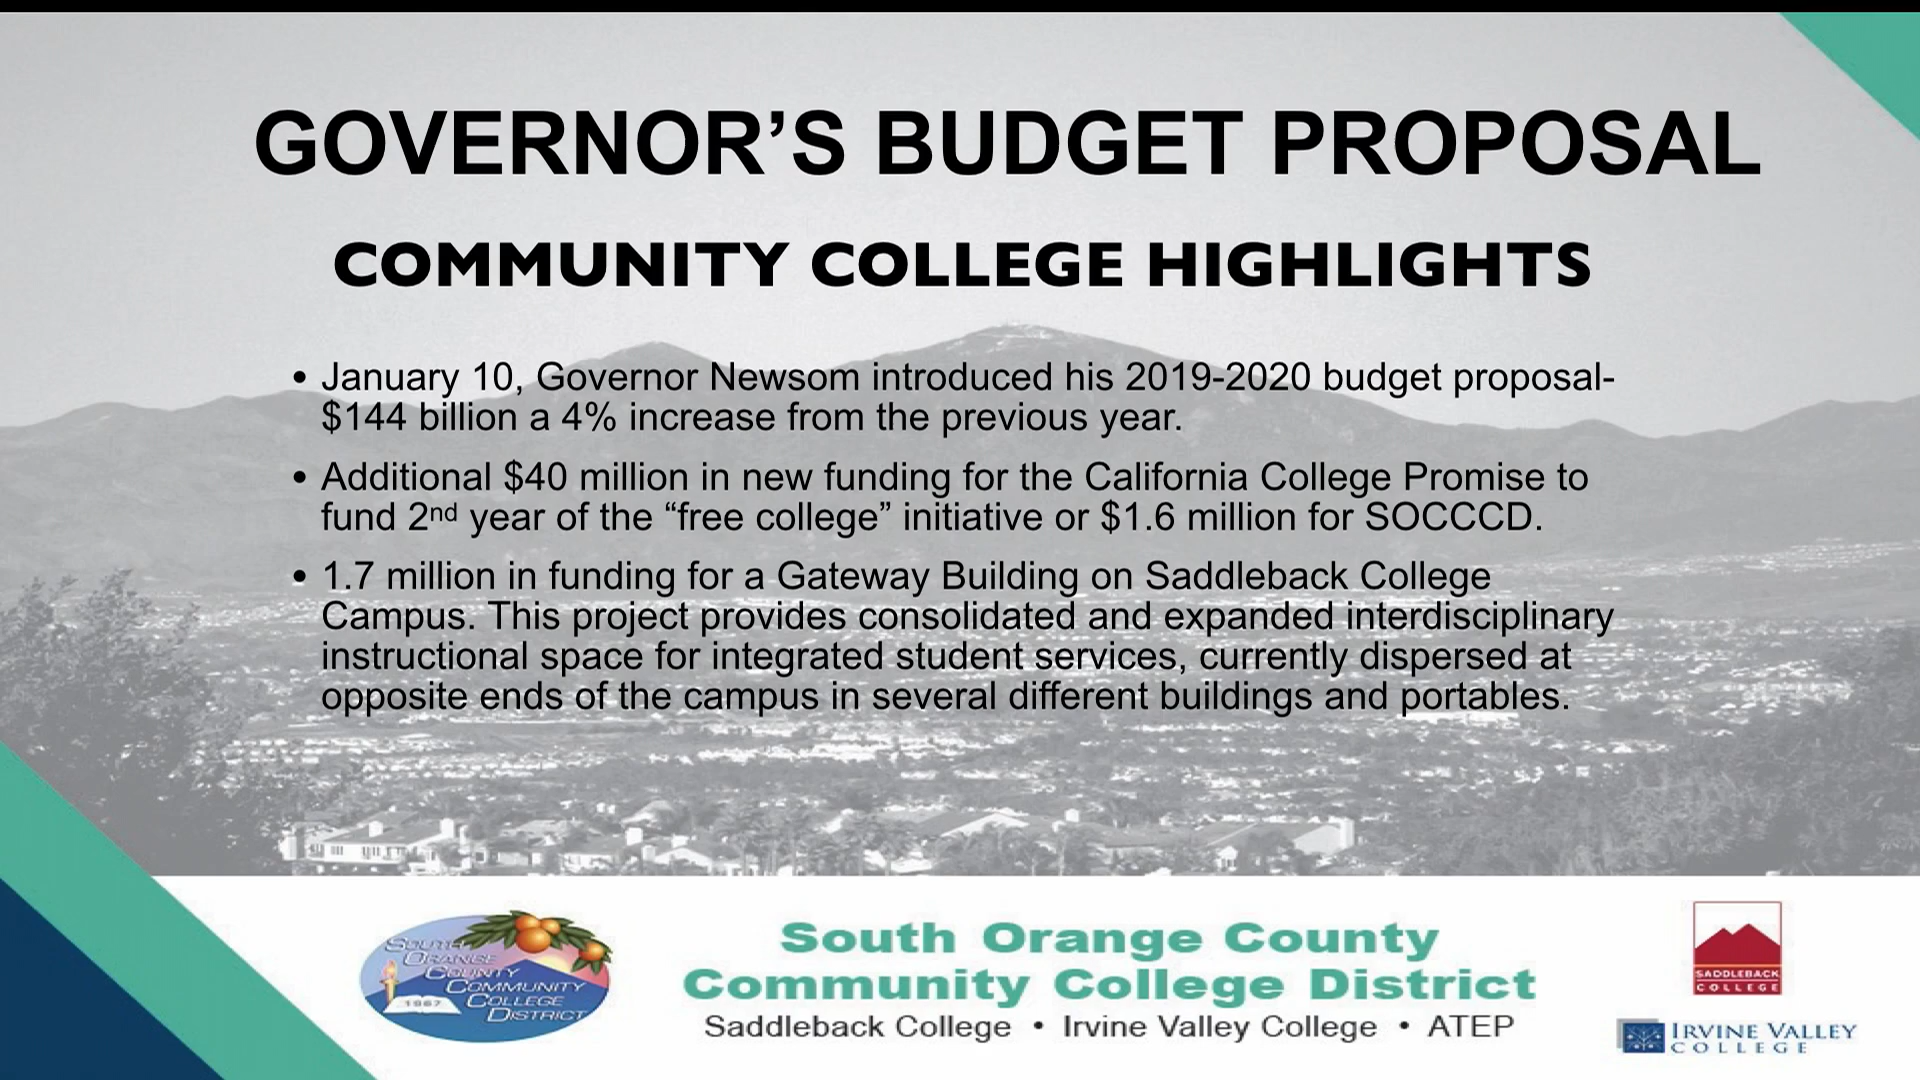 GOVERNOR’S BUDGET PROPOSAL
COMMUNITY COLLEGE HIGHLIGHTS
• January 10, Governor Newsom introduced his 2019-2020 budget proposal-
$144 billion a 4% increase from the previous year.
• Additional $40 million in new funding for the California College Promise to
fund 2nd year of the “free college” initiative or $1.6 million for SOCCCD.
• 1.7 million in funding for a Gateway Building on Saddleback College
Campus. This project provides consolidated and expanded interdisciplinary
instructional space for integrated student services, currently dispersed at
opposite ends of the campus in several different buildings and portables.
SOUTH
ORANGE
COUNTY
COMMUNITY
COLLEGE
DISTRICT
1967
South Orange County
Community College District
Saddleback College • Irvine Valley College • ATEP
SADDLEBACK
COLLEGE
IRVINE VALLEY
COLLEGE